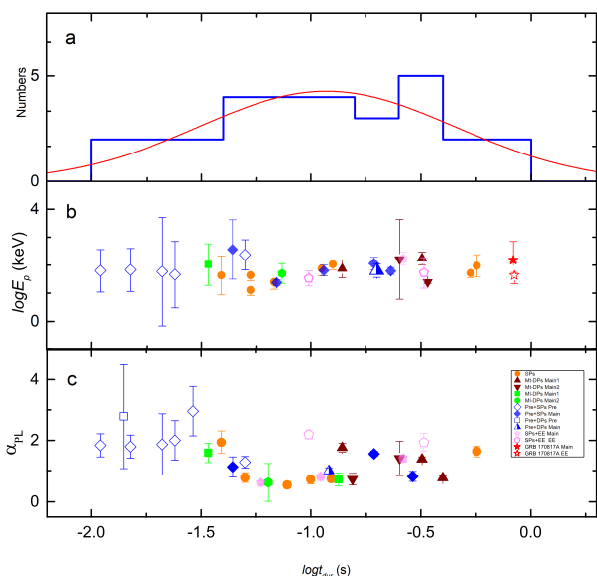 a
Numbers
5
0
b
logE_p (keV)
4
2
0
c
α_PL
4
2
0
SPs
Mt-DPs Main1
Mt-DPs Main2
Ml-DPs Main1
Ml-DPs Main2
Pre+SPs Pre
Pre+SPs Main
Pre+DPs Pre
Pre+DPs Main
SPs+EE Main
SPs+EE EE
GRB 170817A Main
GRB 170817A EE
-2.0 -1.5 -1.0 -0.5 0.0
logt_dur (s)